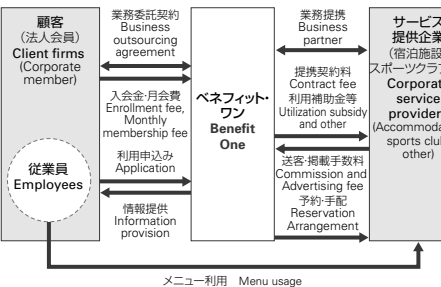 顧客
（法人会員）
Client firms
(Corporate
member)
従業員
Employees
業務委託契約
Business
outsourcing
agreement
入会金・月会費
Enrollment fee,
Monthly
membership fee
利用申込み
Application
情報提供
Information
provision
ベネフィット・
ワン
Benefit
One
業務提携
Business
partner
提携契約料
Contract fee
利用補助金等
Utilization subsidy
and other
送客・掲載手数料
Commission and
Advertising fee
予約・手配
Reservation
Arrangement
サービス
提供企業
（宿泊施設
スポーツクラブ
Corporat
service
provider
(Accommoda
sports club
other)
メニュー利用 Menu usage